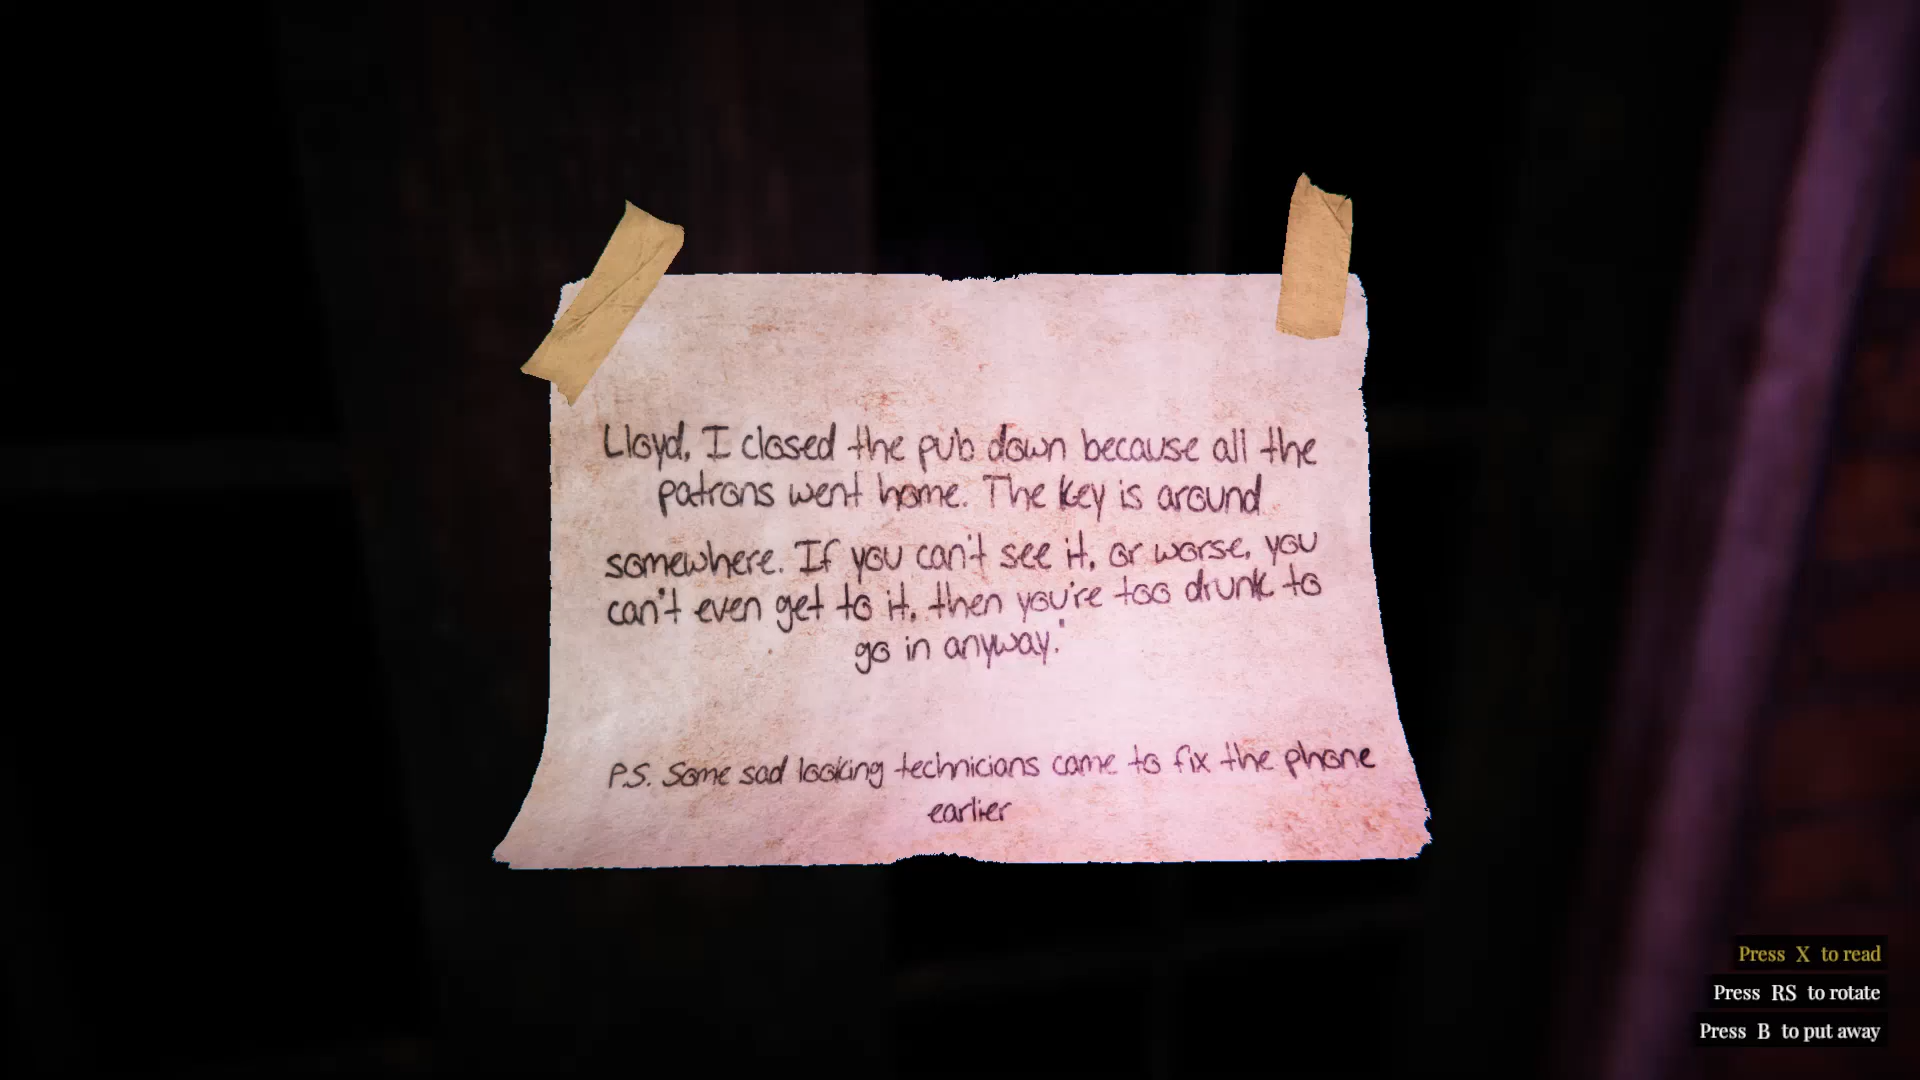 Lloyd, I closed the pub down because all the
patrons went home. The key is around
somewhere. If you can't see it, or worse, you
can't even get to it, then you're too drunk to
go in anyway."
P.S. Some sad looking technicians came to fix the phone
earlier
Press X to read
Press RS to rotate
Press B to put away